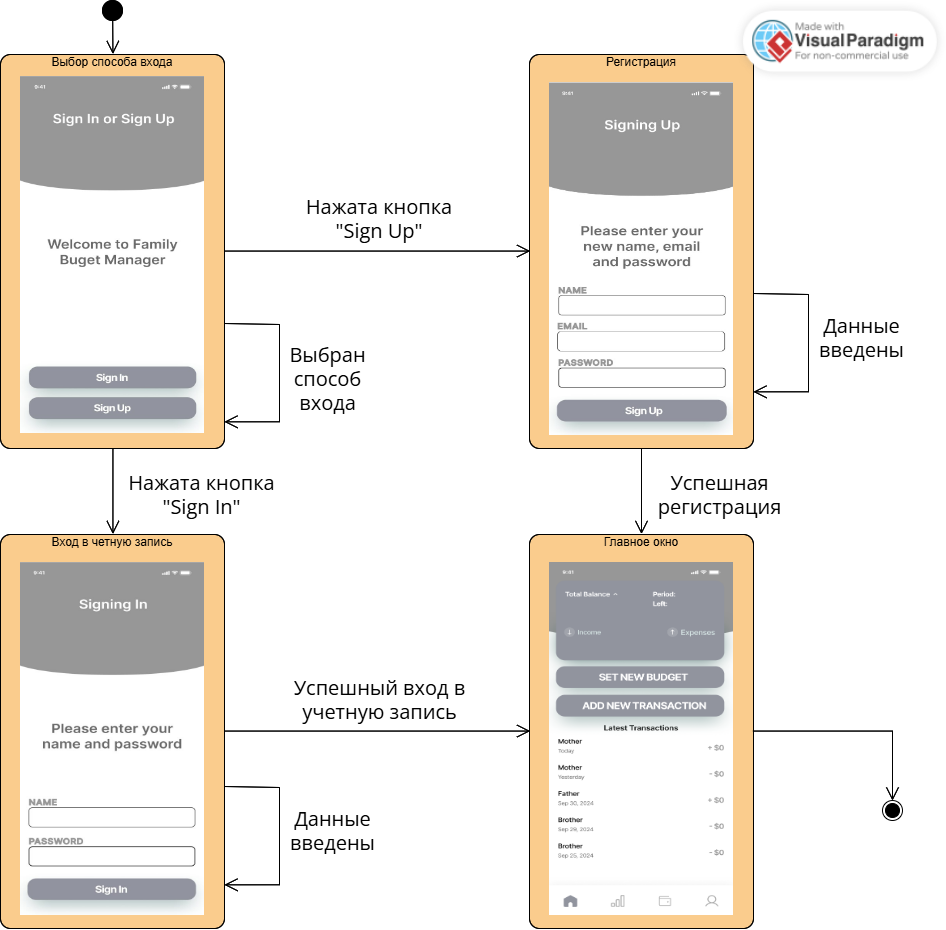 Made with
Visual Paradigm
For non-commercial use
Выбор способа входа
9:41
Sign In or Sign Up
Welcome to Family
Buget Manager
Sign In
Sign Up
Нажата кнопка
"Sign Up"
Выбран
способ
входа
Регистрация
9:41
Signing Up
Please enter your
new name, email
and password
NAME
EMAIL
PASSWORD
Sign Up
Данные
введены
Нажата кнопка
"Sign In"
Успешная
регистрация
Вход в четную запись
9:41
Signing In
Please enter your
name and password
NAME
PASSWORD
Sign In
Успешный вход в
учетную запись
Данные
введены
Главное окно
9:41
Total Balance
Period:
Left:
Income
Expenses
SET NEW BUDGET
ADD NEW TRANSACTION
Latest Transactions
Mother
Today
+ $0
Mother
Yesterday
- $0
Father
Sep 30, 2024
+ $0
Brother
Sep 28, 2024
- $0
Brother
Sep 25, 2024
- $0